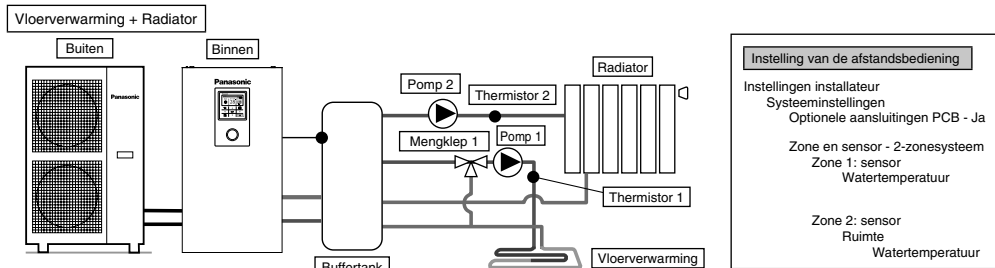 Vloerverwarming + Radiator
Buiten
Binnen
Panasonic
Panasonic
Pomp 2
Thermistor 2
Radiator
Mengklep 1
Pomp 1
Thermistor 1
Buffertank
Vloerverwarming
Instelling van de afstandsbediening
Instellingen installateur
Systeeminstellingen
Optionele aansluitingen PCB - Ja
Zone en sensor - 2-zonesysteem
Zone 1: sensor
Watertemperatuur
Zone 2: sensor
Ruimte
Watertemperatuur